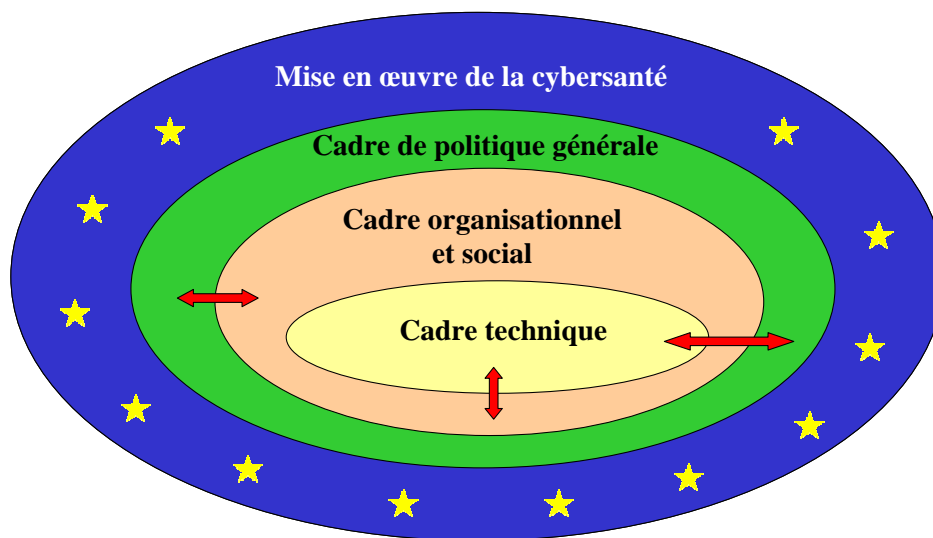 Mise en œuvre de la cybersanté
Cadre de politique générale
Cadre organisationnel
et social
Cadre technique